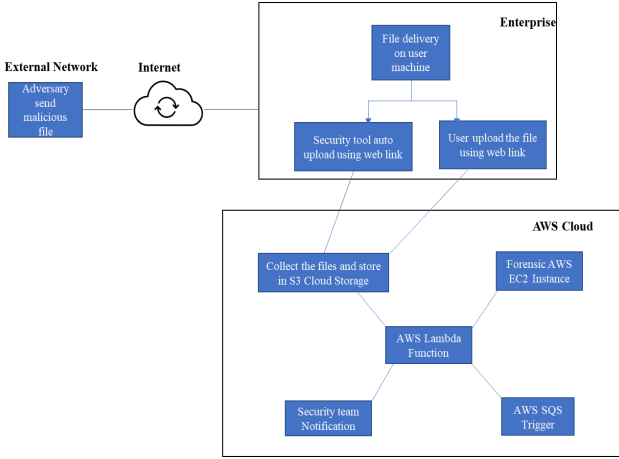 Enterprise
File delivery
on user
machine
External Network
Internet
Adversary
send
malicious
file
Security tool auto
upload using web link
User upload the file
using web link
AWS Cloud
Collect the files and store
in S3 Cloud Storage
Forensic AWS
EC2 Instance
AWS Lambda
Function
Security team
Notification
AWS SQS
Trigger